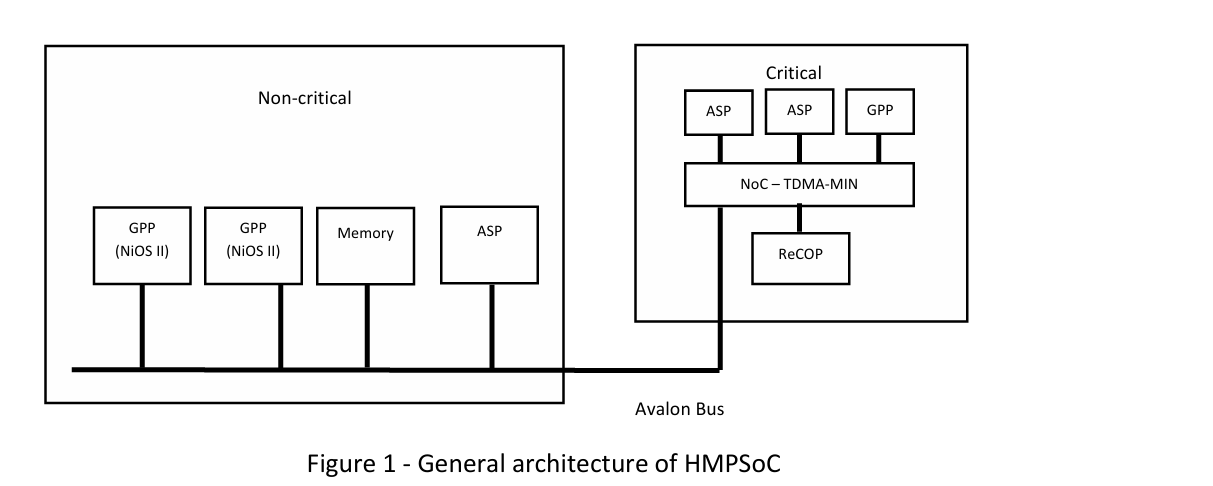 Non-critical
GPP
(NiOS II)
GPP
(NiOS II)
Memory
ASP
Critical
ASP
ASP
GPP
NoC – TDMA-MIN
ReCOP
Avalon Bus
Figure 1 - General architecture of HMPSoC